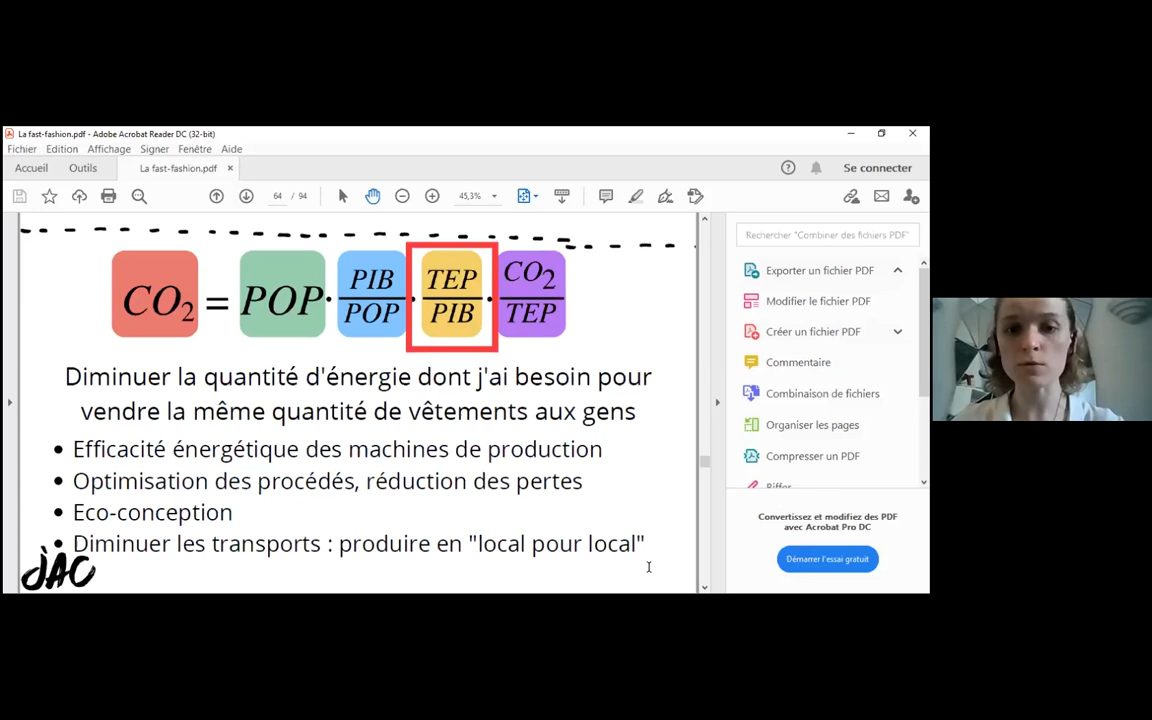 La fast-fashion.pdf - Adobe Acrobat Reader DC (32-bit)
Fichier Edition Affichage Signer Fenêtre Aide
Accueil Outils La fast-fashion.pdf × Se connecter
64 / 94 45,3%
CO₂ = POP · PIB/POP · TEP/PIB · CO₂/TEP
Diminuer la quantité d'énergie dont j'ai besoin pour
vendre la même quantité de vêtements aux gens
• Efficacité énergétique des machines de production
• Optimisation des procédés, réduction des pertes
• Eco-conception
• Diminuer les transports : produire en "local pour local"
JAC
Rechercher "Combiner des fichiers PDF"
Exporter un fichier PDF
Modifier le fichier PDF
Créer un fichier PDF
Commentaire
Combinaison de fichiers
Organiser les pages
Compresser un PDF
Convertissez et modifiez des PDF
avec Acrobat Pro DC
Démarrer l'essai gratuit